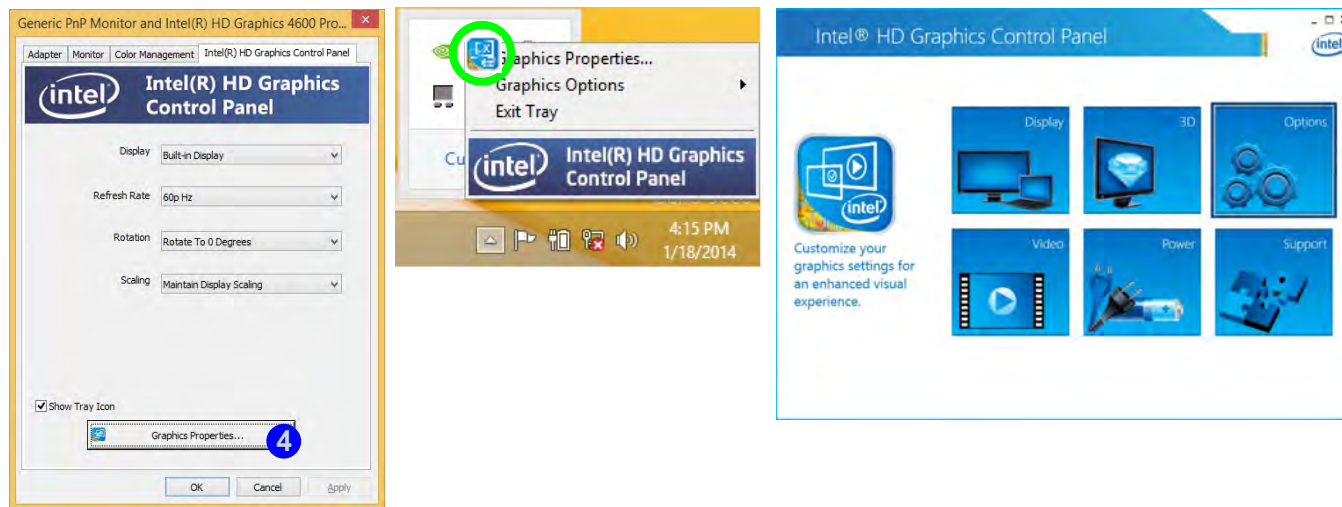 Generic PnP Monitor and Intel(R) HD Graphics 4600 Pro...
Adapter
Monitor
Color Management
Intel(R) HD Graphics Control Panel
intel
Intel(R) HD Graphics
Control Panel
Display
Built-in Display
Refresh Rate
60p Hz
Rotation
Rotate To 0 Degrees
Scaling
Maintain Display Scaling
Show Tray Icon
Graphics Properties...
4
OK
Cancel
Apply
Graphics Properties...
Graphics Options
Exit Tray
Cu
intel
Intel(R) HD Graphics
Control Panel
4:15 PM
1/18/2014
Intel® HD Graphics Control Panel
intel
Display
3D
Options
intel
Customize your
graphics settings for
an enhanced visual
experience.
Video
Power
Support